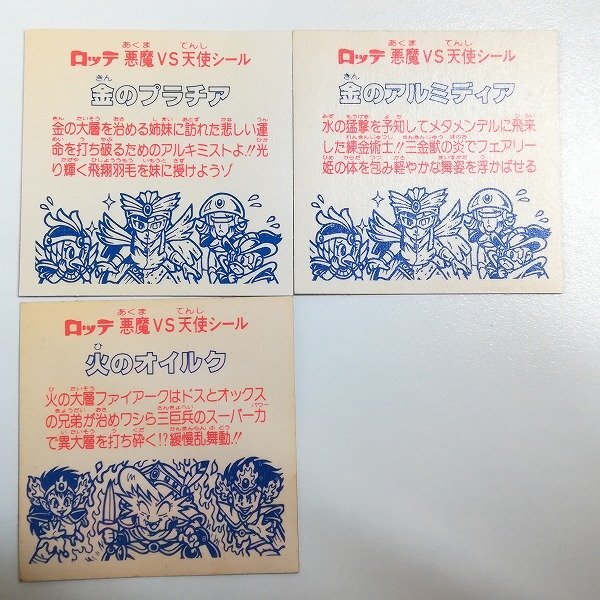 ロッテ 悪魔VS天使シール
金のプラチア
金の大層を治める姉妹に訪れた悲しい運
命を打ち破るためのアルキミストよ!!光
り輝く飛翔羽毛を妹に授けようゾ
ロッテ 悪魔VS天使シール
金のアルミディア
水の猛撃を予知してメタメンデルに飛来
した錬金術士!!三金獣の炎でフェアリー
姫の体を包み軽やかな舞姿を浮かばせる
ロッテ 悪魔VS天使シール
火のオイルク
火の大層ファイアークはドスとオックス
の兄弟が治めワシら三巨兵のスーパー力
で異大層を打ち砕く!?緩慢乱舞動!!